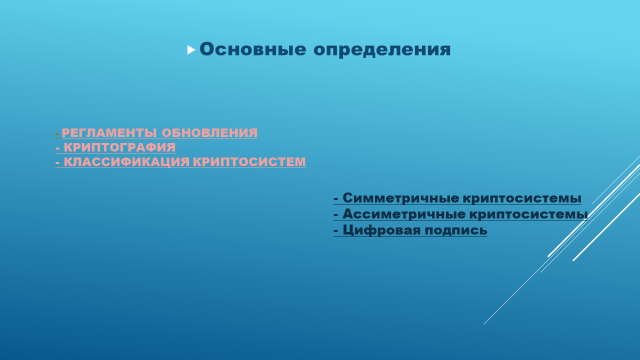 Основные определения
- РЕГЛАМЕНТЫ ОБНОВЛЕНИЯ
- КРИПТОГРАФИЯ
- КЛАССИФИКАЦИЯ КРИПТОСИСТЕМ
- Симметричные криптосистемы
- Ассиметричные криптосистемы
- Цифровая подпись